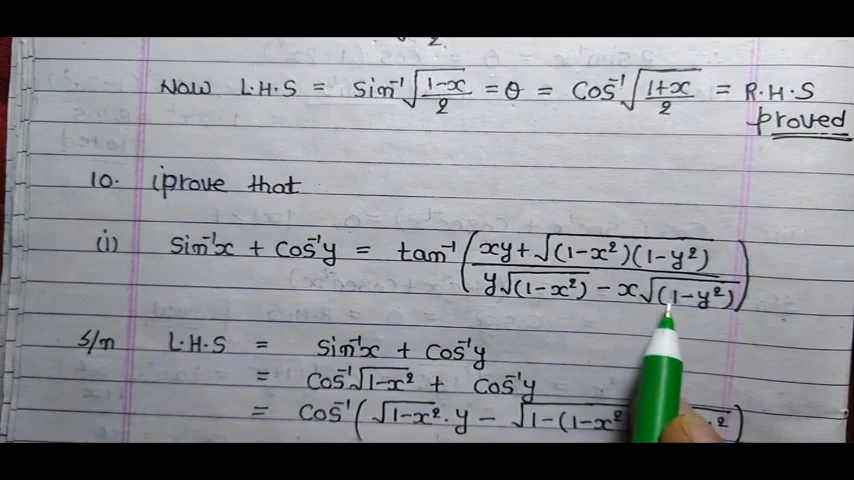 2.
Now L.H.S = Sin⁻¹√(1-x)/2 = θ = Cos⁻¹√(1+x)/2 = R.H.S
proved
10. prove that
(i) Sin⁻¹x + Cos⁻¹y = tan⁻¹(xy+√(1-x²)(1-y²) / y√(1-x²) - x√(1-y²))
S/n L.H.S = Sin⁻¹x + Cos⁻¹y
= Cos⁻¹√1-x² + Cos⁻¹y
= Cos⁻¹(√1-x².y - √1-(1-x² ².)